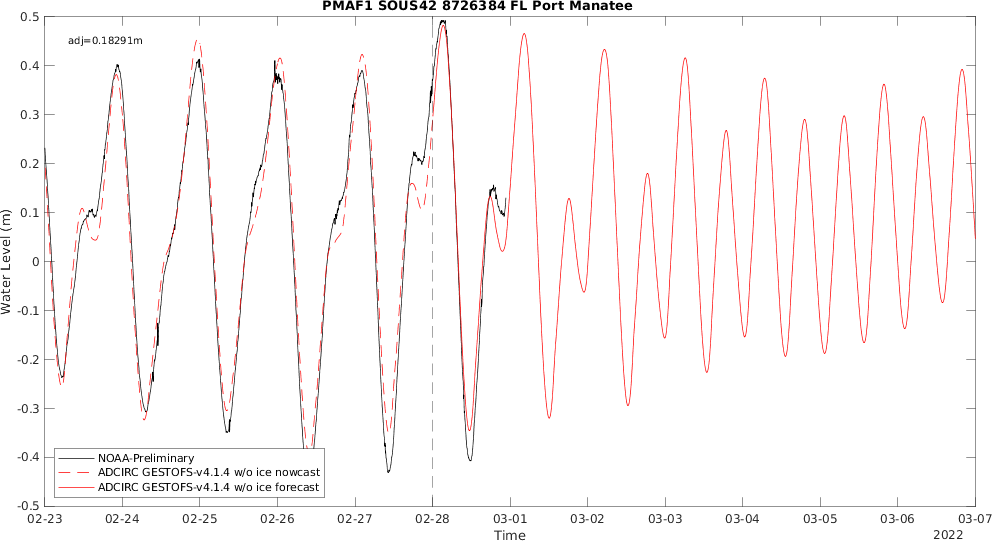 PMAF1 SOUS42 8726384 FL Port Manatee
adj=0.18291m
Water Level (m)
0.5
0.4
0.3
0.2
0.1
0
-0.1
-0.2
-0.3
-0.4
-0.5
NOAA-Preliminary
ADCIRC GESTOFS-v4.1.4 w/o ice nowcast
ADCIRC GESTOFS-v4.1.4 w/o ice forecast
02-23 02-24 02-25 02-26 02-27 02-28 03-01 03-02 03-03 03-04 03-05 03-06 03-07
Time
2022